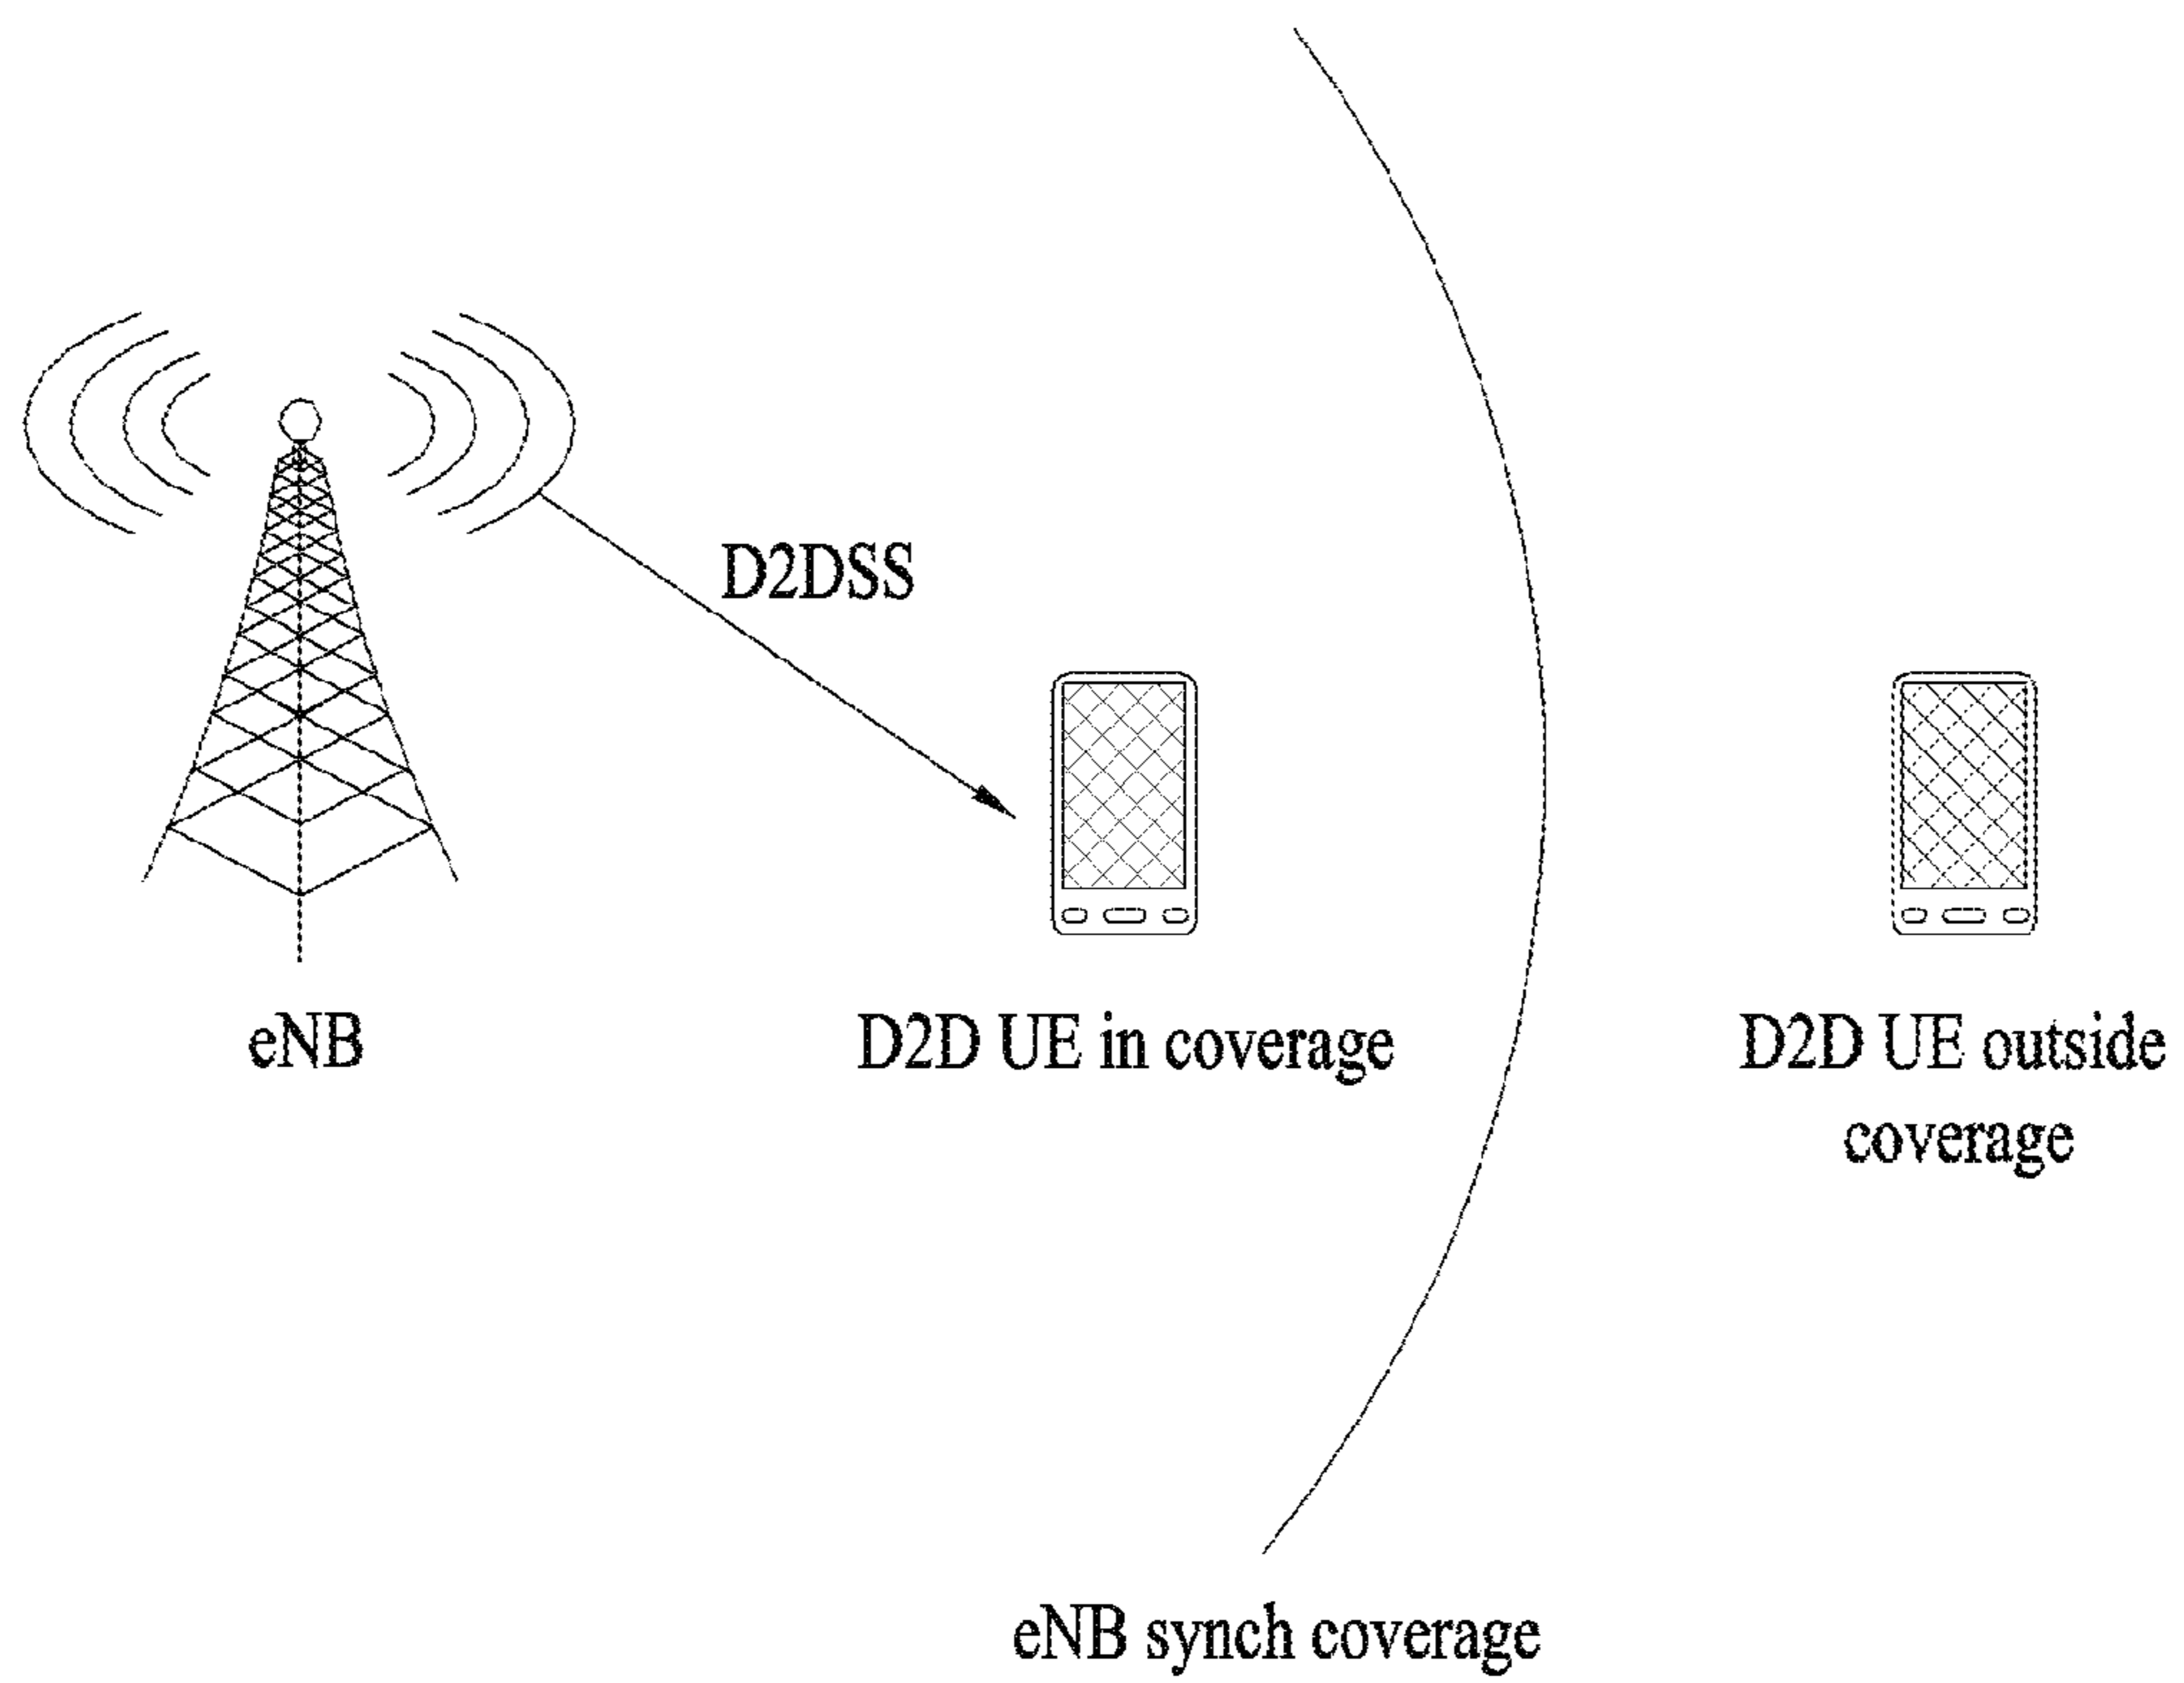 D2DSS
eNB
D2D UE in coverage
D2D UE outside
coverage
eNB synch coverage